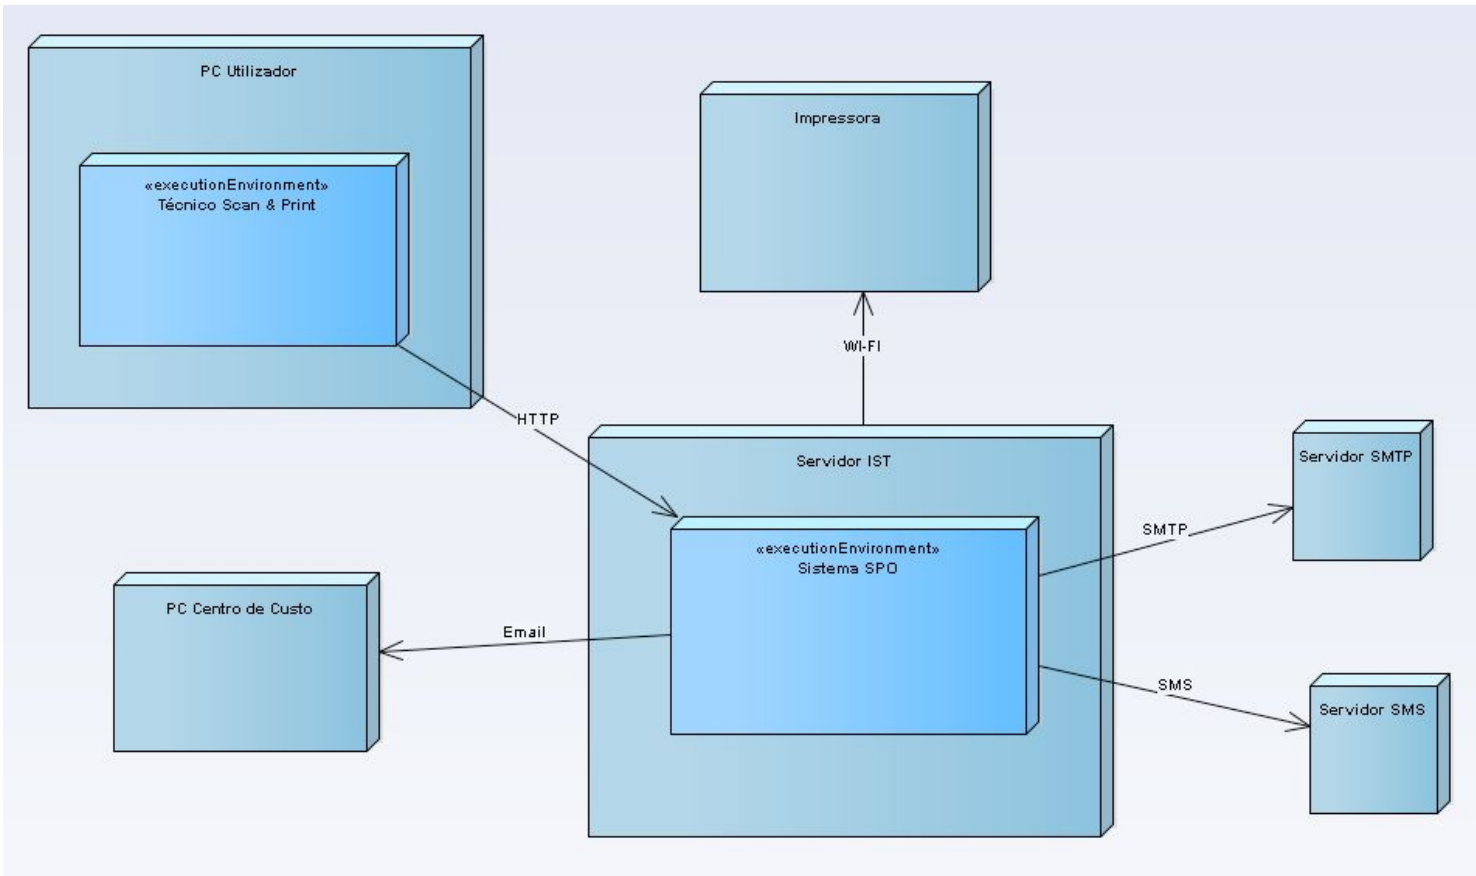 PC Utilizador
«executionEnvironment»
Técnico Scan & Print
Impressora
WI-FI
HTTP
Servidor IST
«executionEnvironment»
Sistema SPO
Servidor SMTP
SMTP
PC Centro de Custo
Email
SMS
Servidor SMS